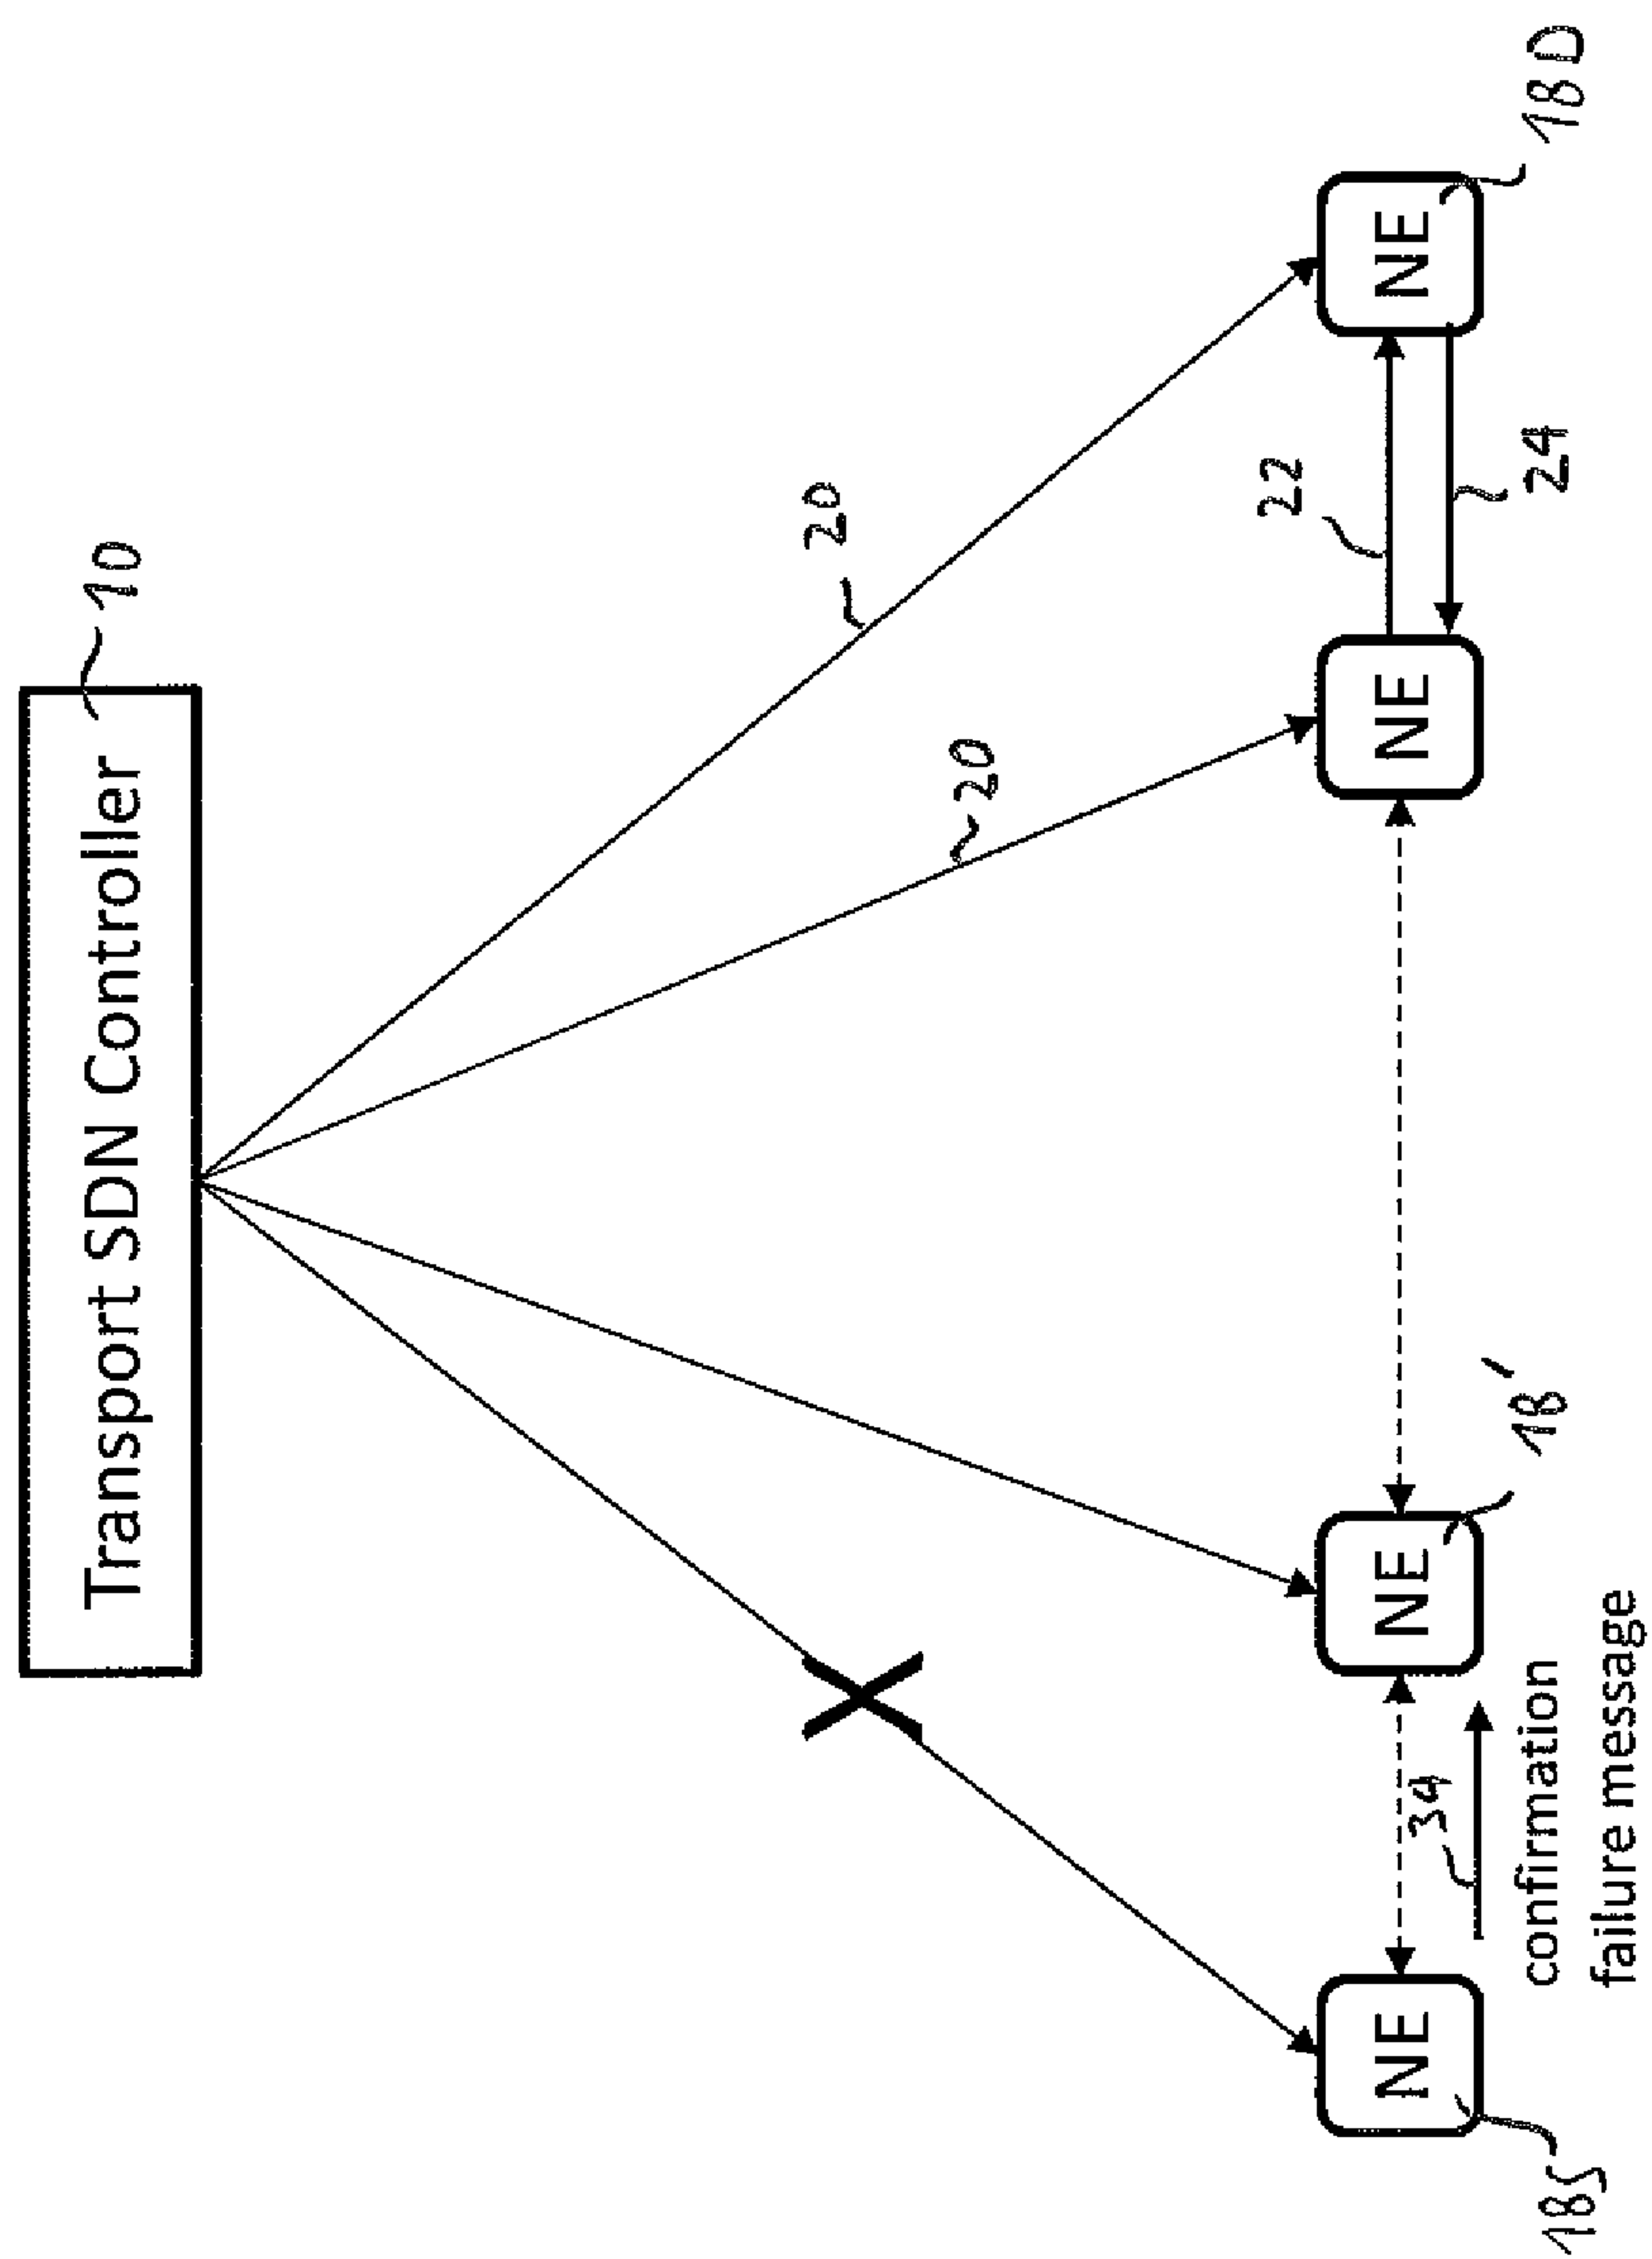 Transport SDN Controller
10
20
20
22
24
NE
NE
NE
NE
18S
18'
18D
34
confirmation
failure message